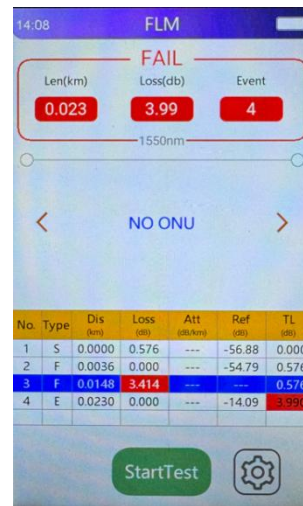 14:08 FLM
FAIL
Len(km) Loss(db) Event
0.023 3.99 4
1550nm
< NO ONU >
No. Type Dis (km) Loss (dB) Att (dB/km) Ref (dB) TL (dB)
1 S 0.0000 0.576 --- -56.88 0.000
2 F 0.0036 0.000 --- -54.79 0.576
3 F 0.0148 3.414 --- --- 0.576
4 E 0.0230 0.000 --- -14.09 3.990
StartTest